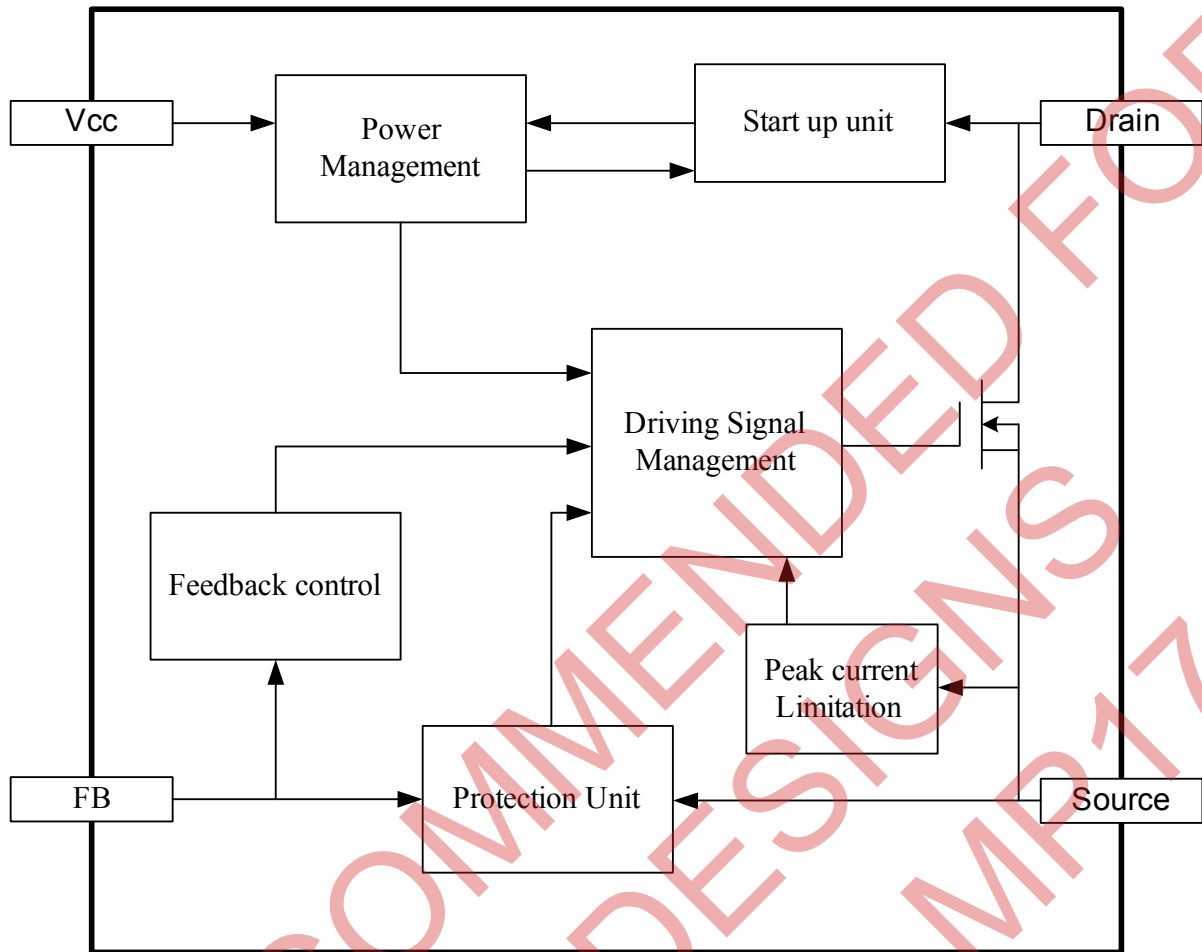 Vcc
Power
Management
Start up unit
Drain
Driving Signal
Management
Feedback control
Peak current
Limitation
FB
Protection Unit
Source
COMMENDED FOR
DESIGNS
MP17